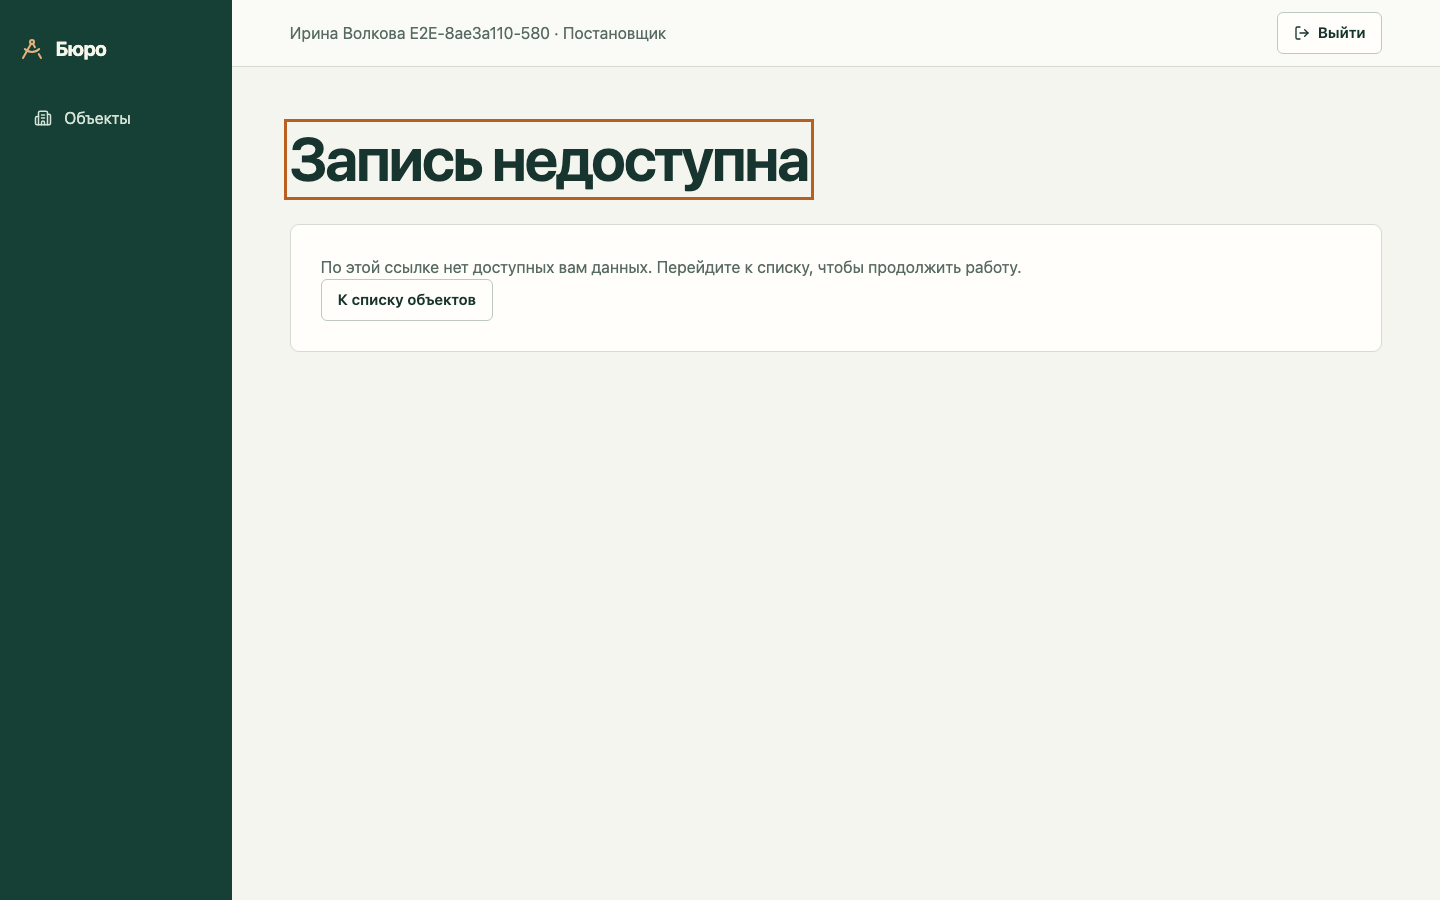 Бюро
Объекты
Ирина Волкова E2E-8ae3a110-580 · Постановщик
Выйти
Запись недоступна
По этой ссылке нет доступных вам данных. Перейдите к списку, чтобы продолжить работу.
К списку объектов